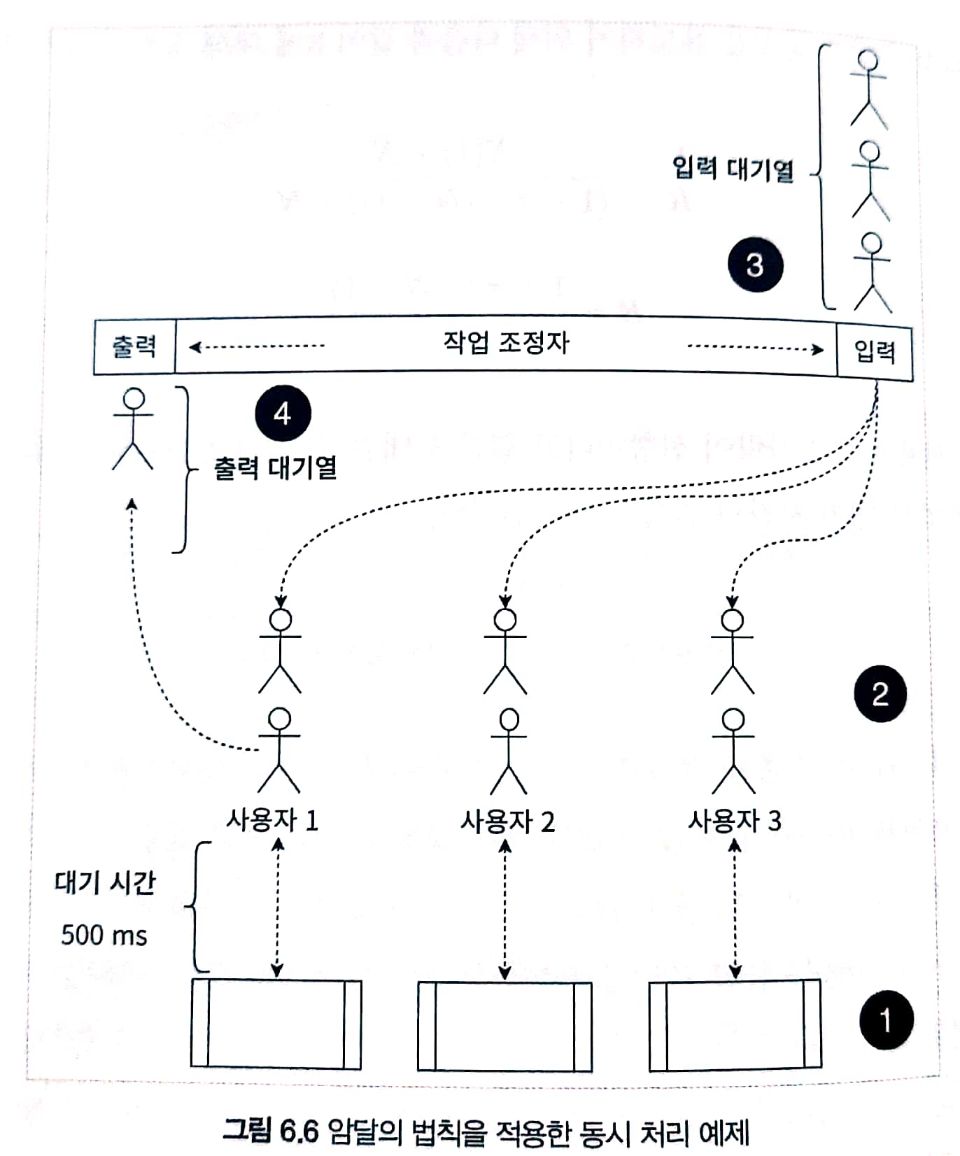 입력 대기열
3
출력
작업 조정자
입력
4
출력 대기열
2
사용자 1
사용자 2
사용자 3
대기 시간
500 ms
1
그림 6.6 암달의 법칙을 적용한 동시 처리 예제